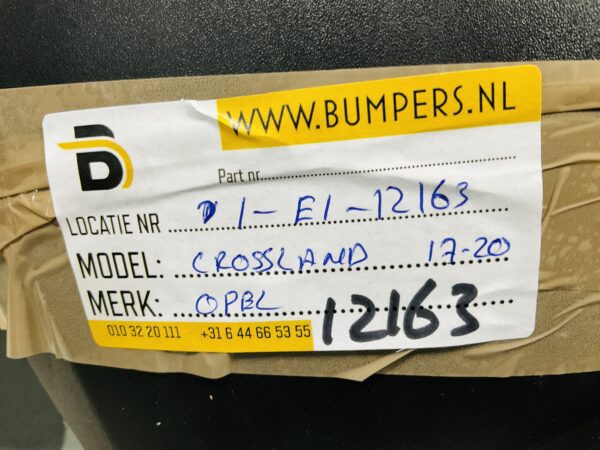 B
WWW.BUMPERS.NL
Part nr
LOCATIE NR 1-E1-12163
MODEL: CROSSLAND 17-20
MERK: OPEL
12163
010 32 20 111 +31 6 44 66 53 55